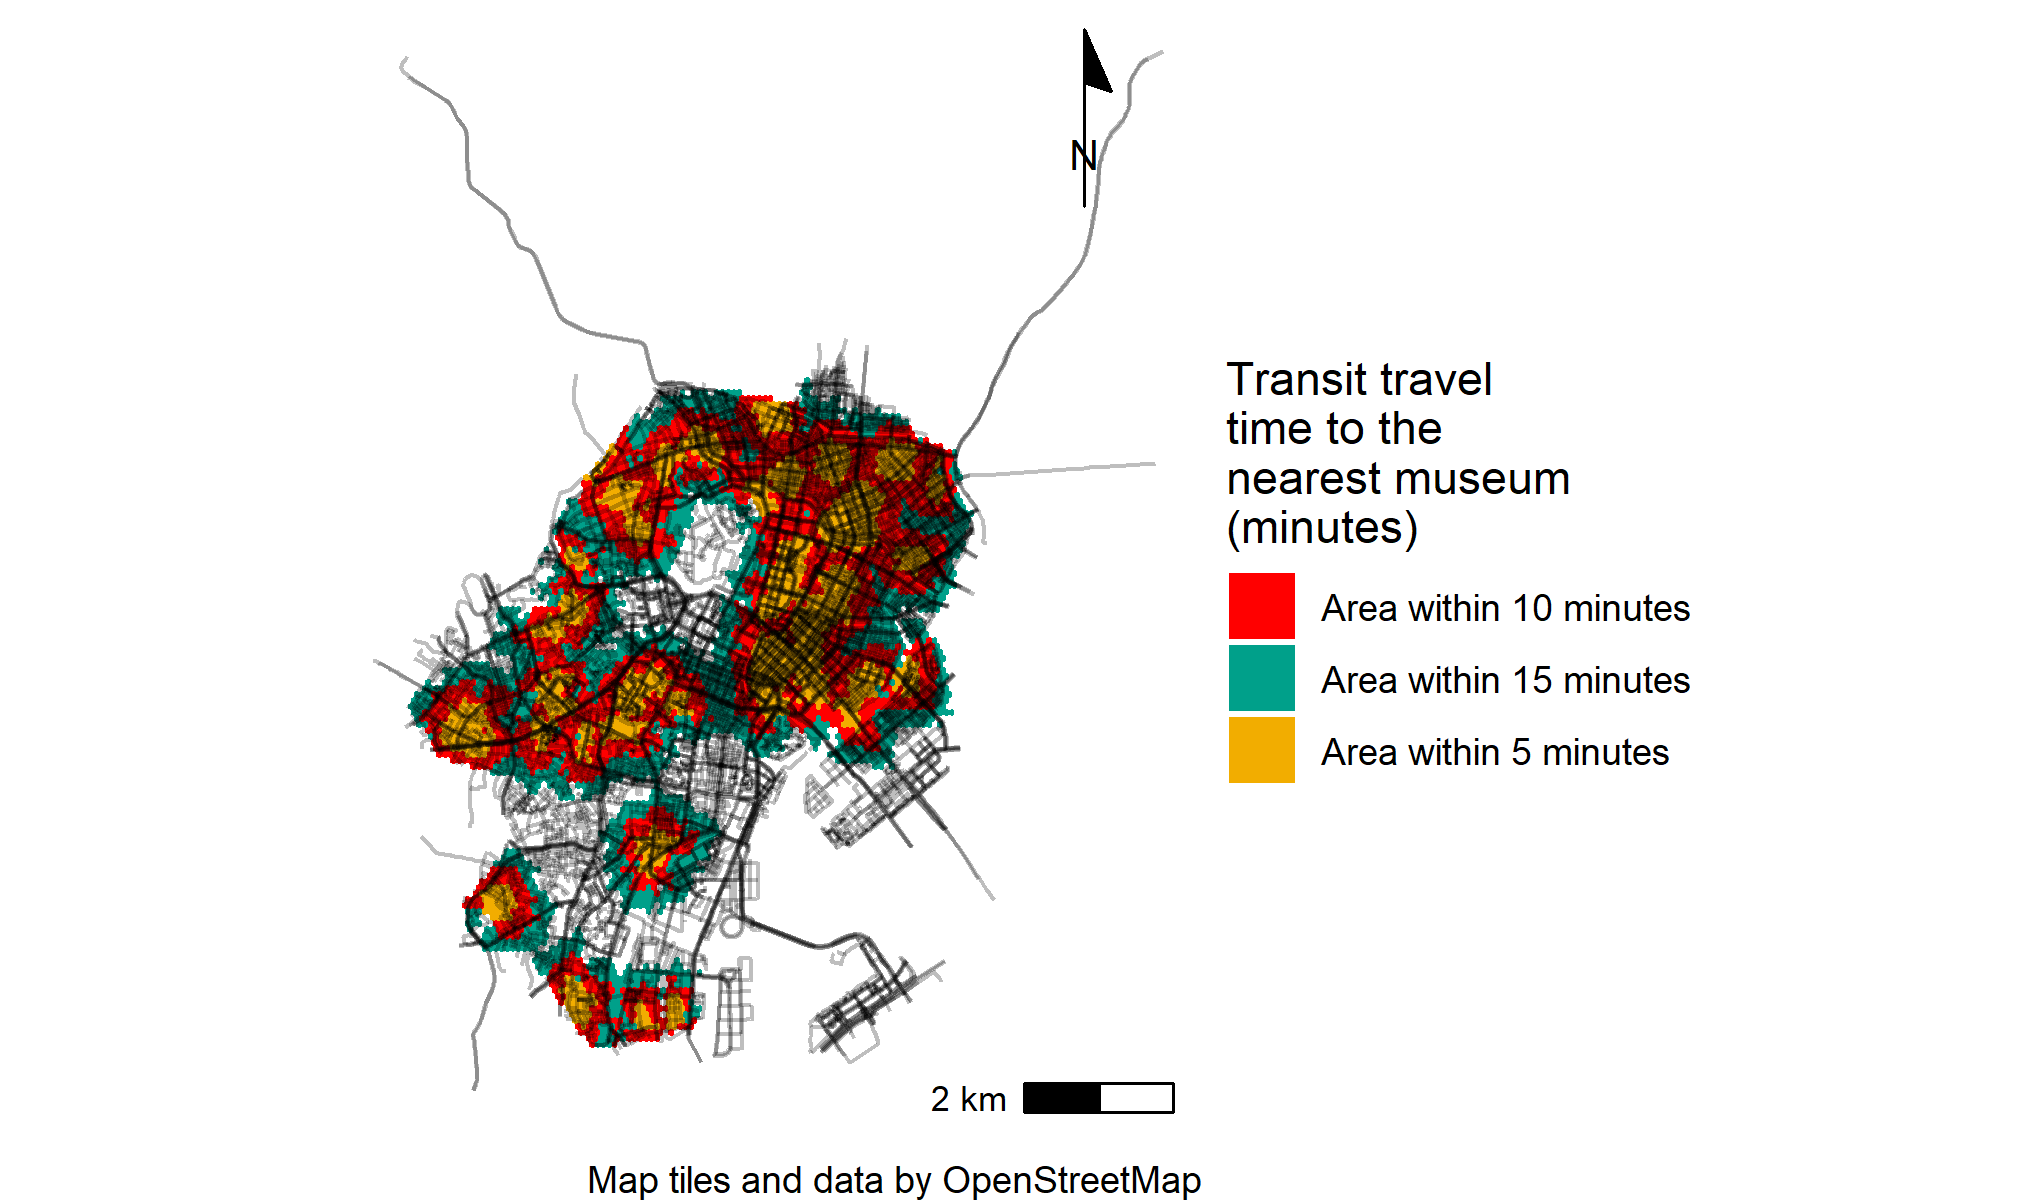 N
Transit travel
time to the
nearest museum
(minutes)
Area within 10 minutes
Area within 15 minutes
Area within 5 minutes
2 km
Map tiles and data by OpenStreetMap